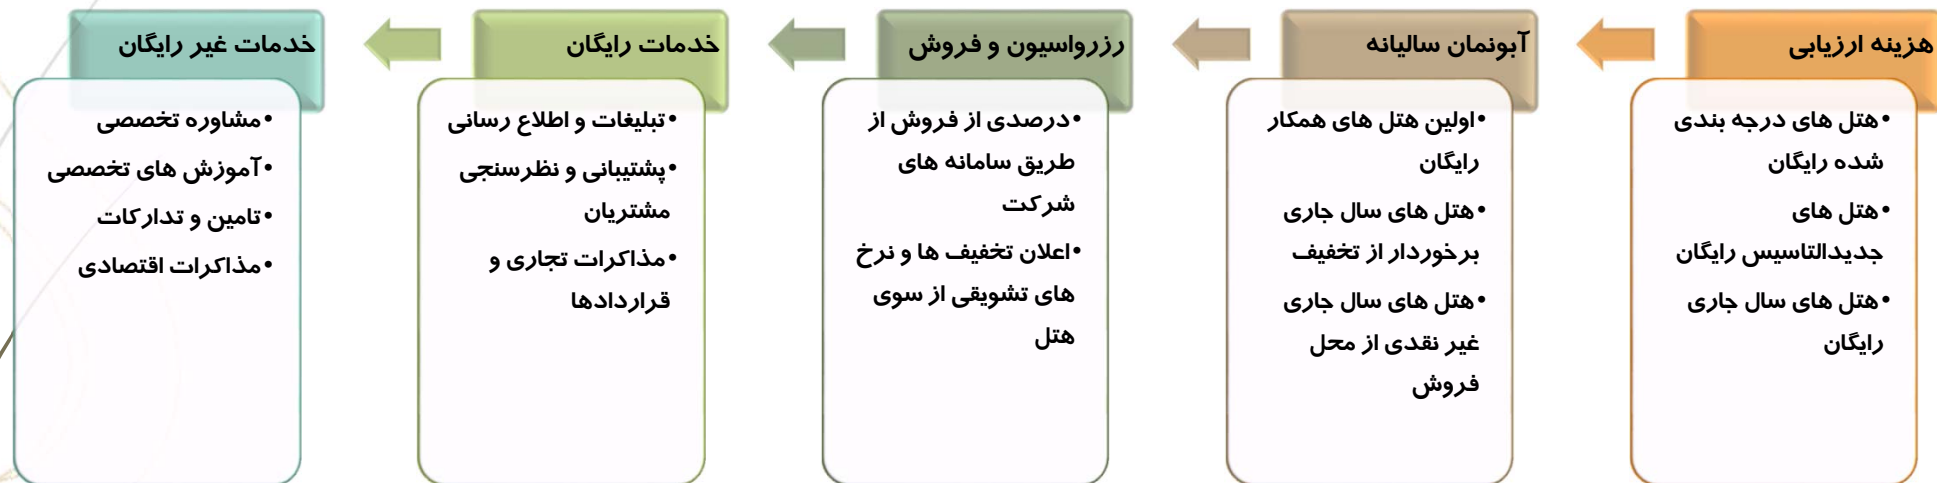 هزینه ارزیابی
•هتل های درجه بندی
شده رایگان
•هتل های
جدیدالتاسیس رایگان
•هتل های سال جاری
رایگان
آبونمان سالیانه
•اولین هتل های همکار
رایگان
•هتل های سال جاری
برخوردار از تخفیف
•هتل های سال جاری
غیر نقدی از محل
فروش
رزرواسیون و فروش
•درصدی از فروش از
طریق سامانه های
شرکت
•اعلان تخفیف ها و نرخ
های تشویقی از سوی
هتل
خدمات رایگان
•تبلیغات و اطلاع رسانی
•پشتیبانی و نظرسنجی
مشتریان
•مذاکرات تجاری و
قراردادها
خدمات غیر رایگان
•مشاوره تخصصی
•آموزش های تخصصی
•تامین و تدارکات
•مذاکرات اقتصادی